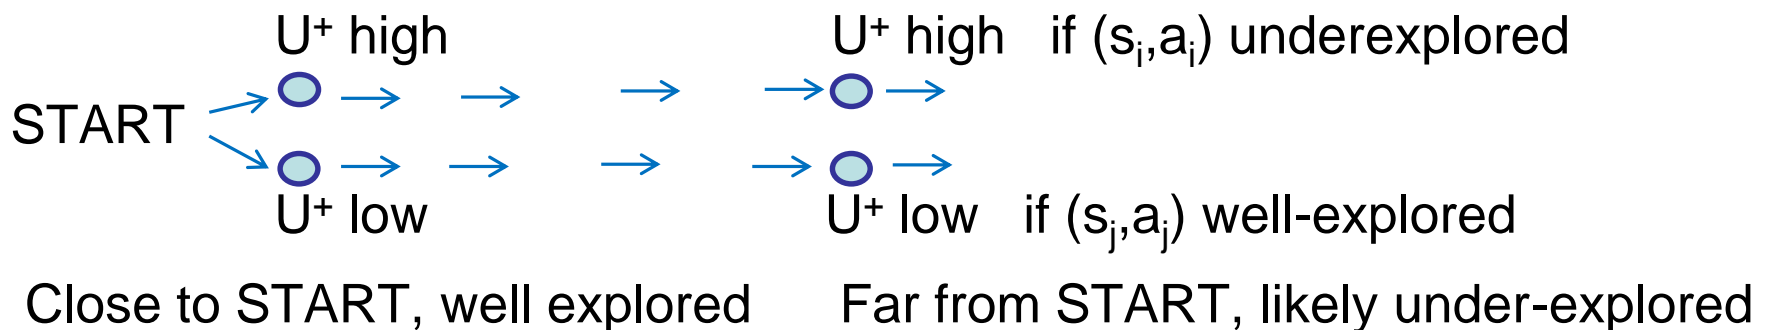 U⁺ high U⁺ high if (sᵢ,aᵢ) underexplored
START
U⁺ low U⁺ low if (sⱼ,aⱼ) well-explored
Close to START, well explored Far from START, likely under-explored